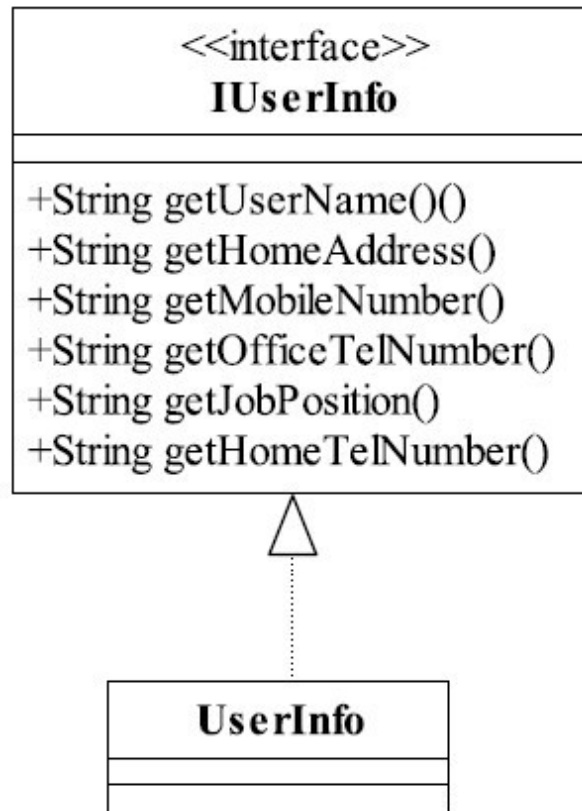 <<interface>>
IUserInfo
+String getUserName()()
+String getHomeAddress()
+String getMobileNumber()
+String getOfficeTelNumber()
+String getJobPosition()
+String getHomeTelNumber()
UserInfo